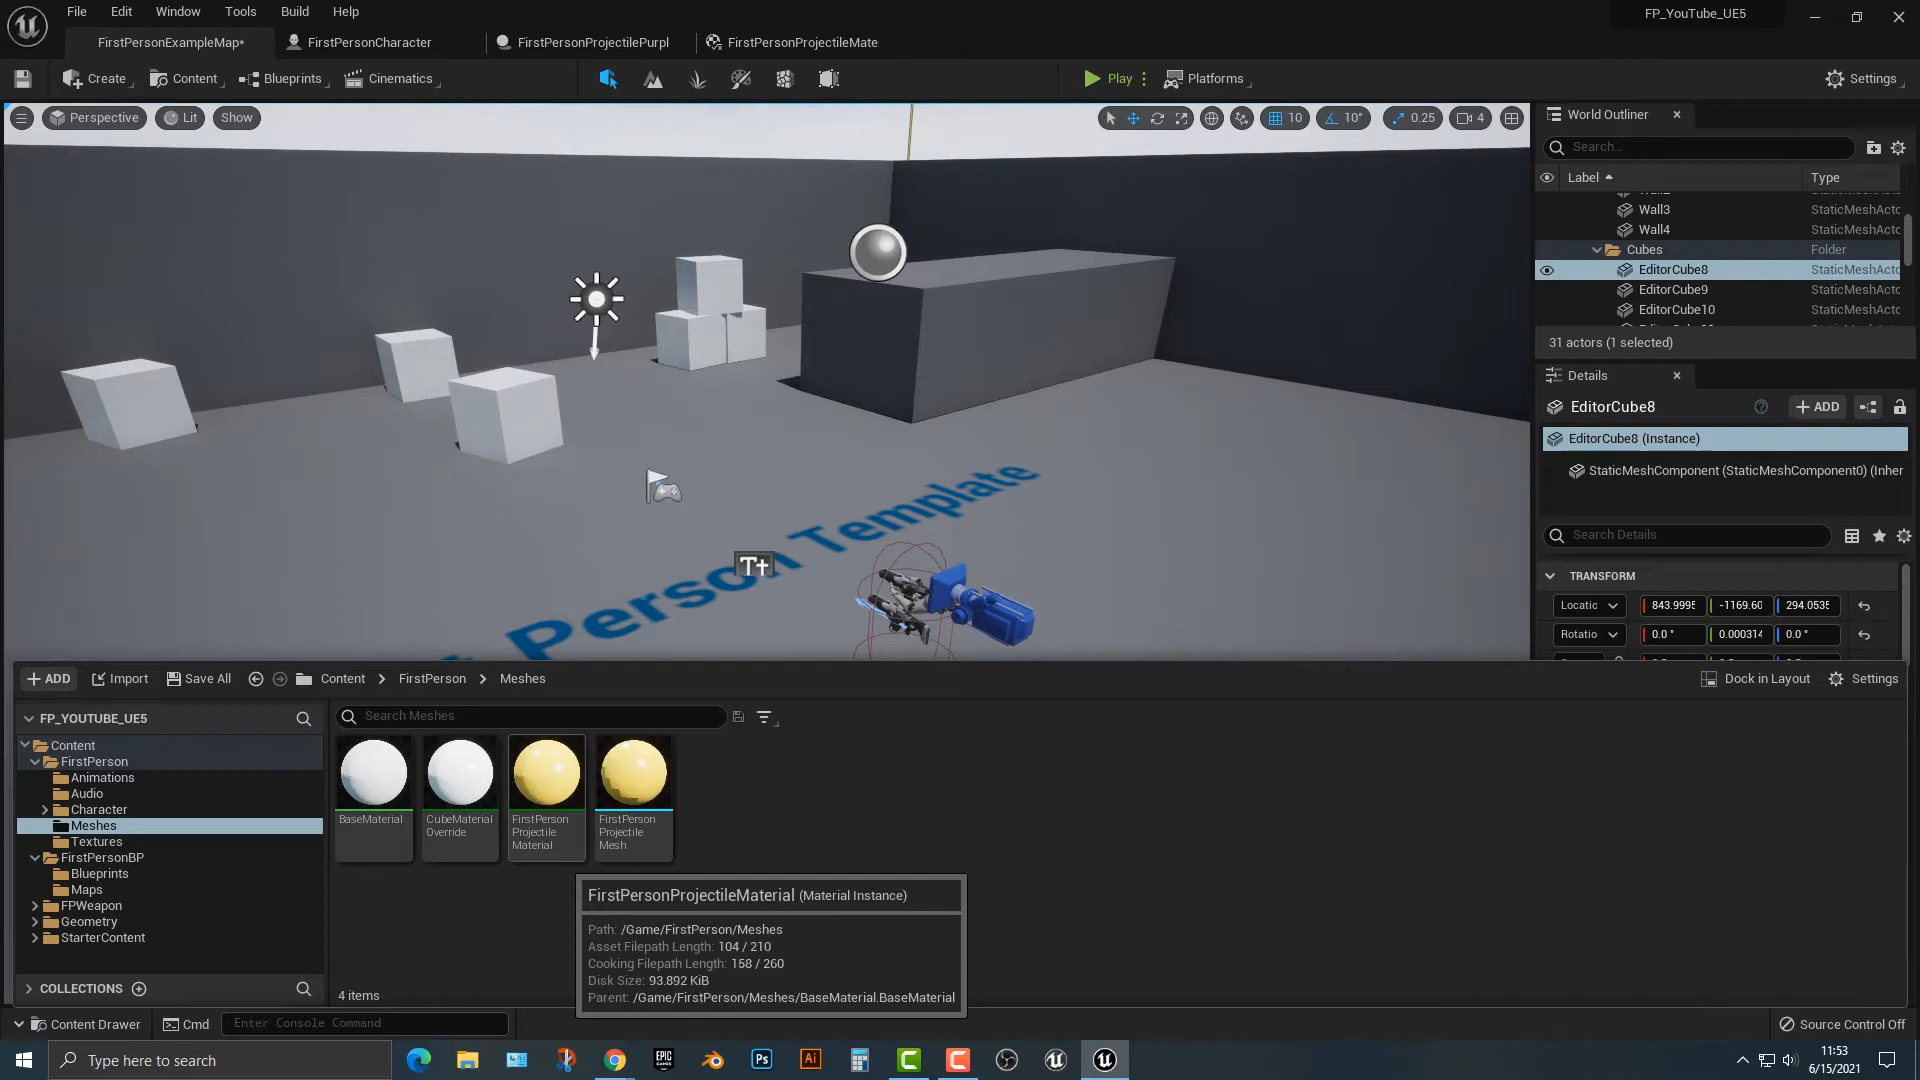 File Edit Window Tools Build Help FP_YouTube_UE5
FirstPersonExampleMap* FirstPersonCharacter FirstPersonProjectilePurpl FirstPersonProjectileMate
Create Content Blueprints Cinematics Play Platforms Settings
Perspective Lit Show 10 10° 0.25 4
World Outliner
Search...
Label Type
Wall3 StaticMeshActo
Wall4 StaticMeshActo
Cubes Folder
EditorCube8 StaticMeshActo
EditorCube9 StaticMeshActo
EditorCube10 StaticMeshActo
31 actors (1 selected)
Details
EditorCube8 + ADD
EditorCube8 (Instance)
StaticMeshComponent (StaticMeshComponent0) (Inher
Search Details
TRANSFORM
Locatic 843.9995 -1169.60 294.0535
Rotatio 0.0 ° 0.000314 0.0 °
Person Template
+ ADD Import Save All Content FirstPerson Meshes Dock in Layout Settings
FP_YOUTUBE_UE5
Search Meshes
Content
FirstPerson
Animations
Audio
Character
Meshes
Textures
FirstPersonBP
Blueprints
Maps
FPWeapon
Geometry
StarterContent
COLLECTIONS
BaseMaterial
CubeMaterial
Override
FirstPerson
Projectile
Material
FirstPerson
Projectile
Mesh
FirstPersonProjectileMaterial (Material Instance)
Path: /Game/FirstPerson/Meshes
Asset Filepath Length: 104 / 210
Cooking Filepath Length: 158 / 260
Disk Size: 93.892 KiB
Parent: /Game/FirstPerson/Meshes/BaseMaterial.BaseMaterial
4 items
Content Drawer Cmd Enter Console Command Source Control Off
Type here to search
EPIC GAMES
Ps
Ai
11:53
6/15/2021